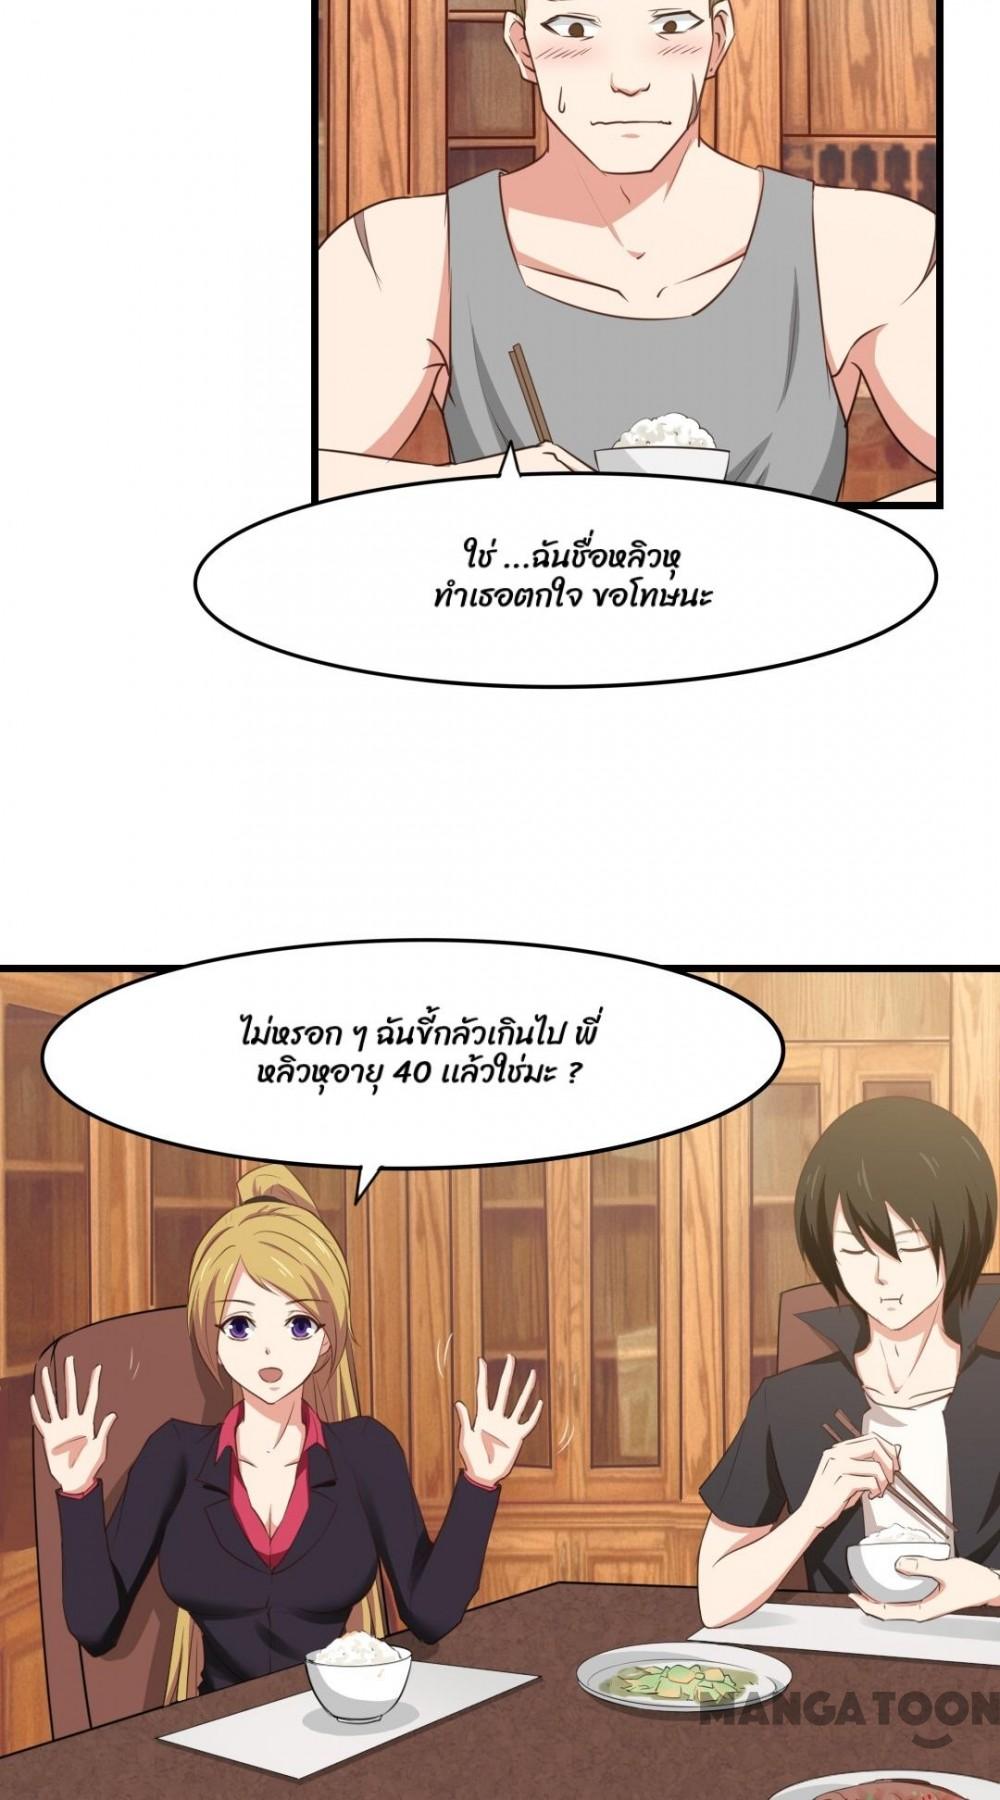 ใช่ ...ฉันชื่อหลิวหุ
ทำเธอตกใจ ขอโทษนะ
ไม่หรอก ๆ ฉันขี้กลัวเกินไป พี่
หลิวหุอายุ 40 แล้วใช่มะ ?
MANGATOON